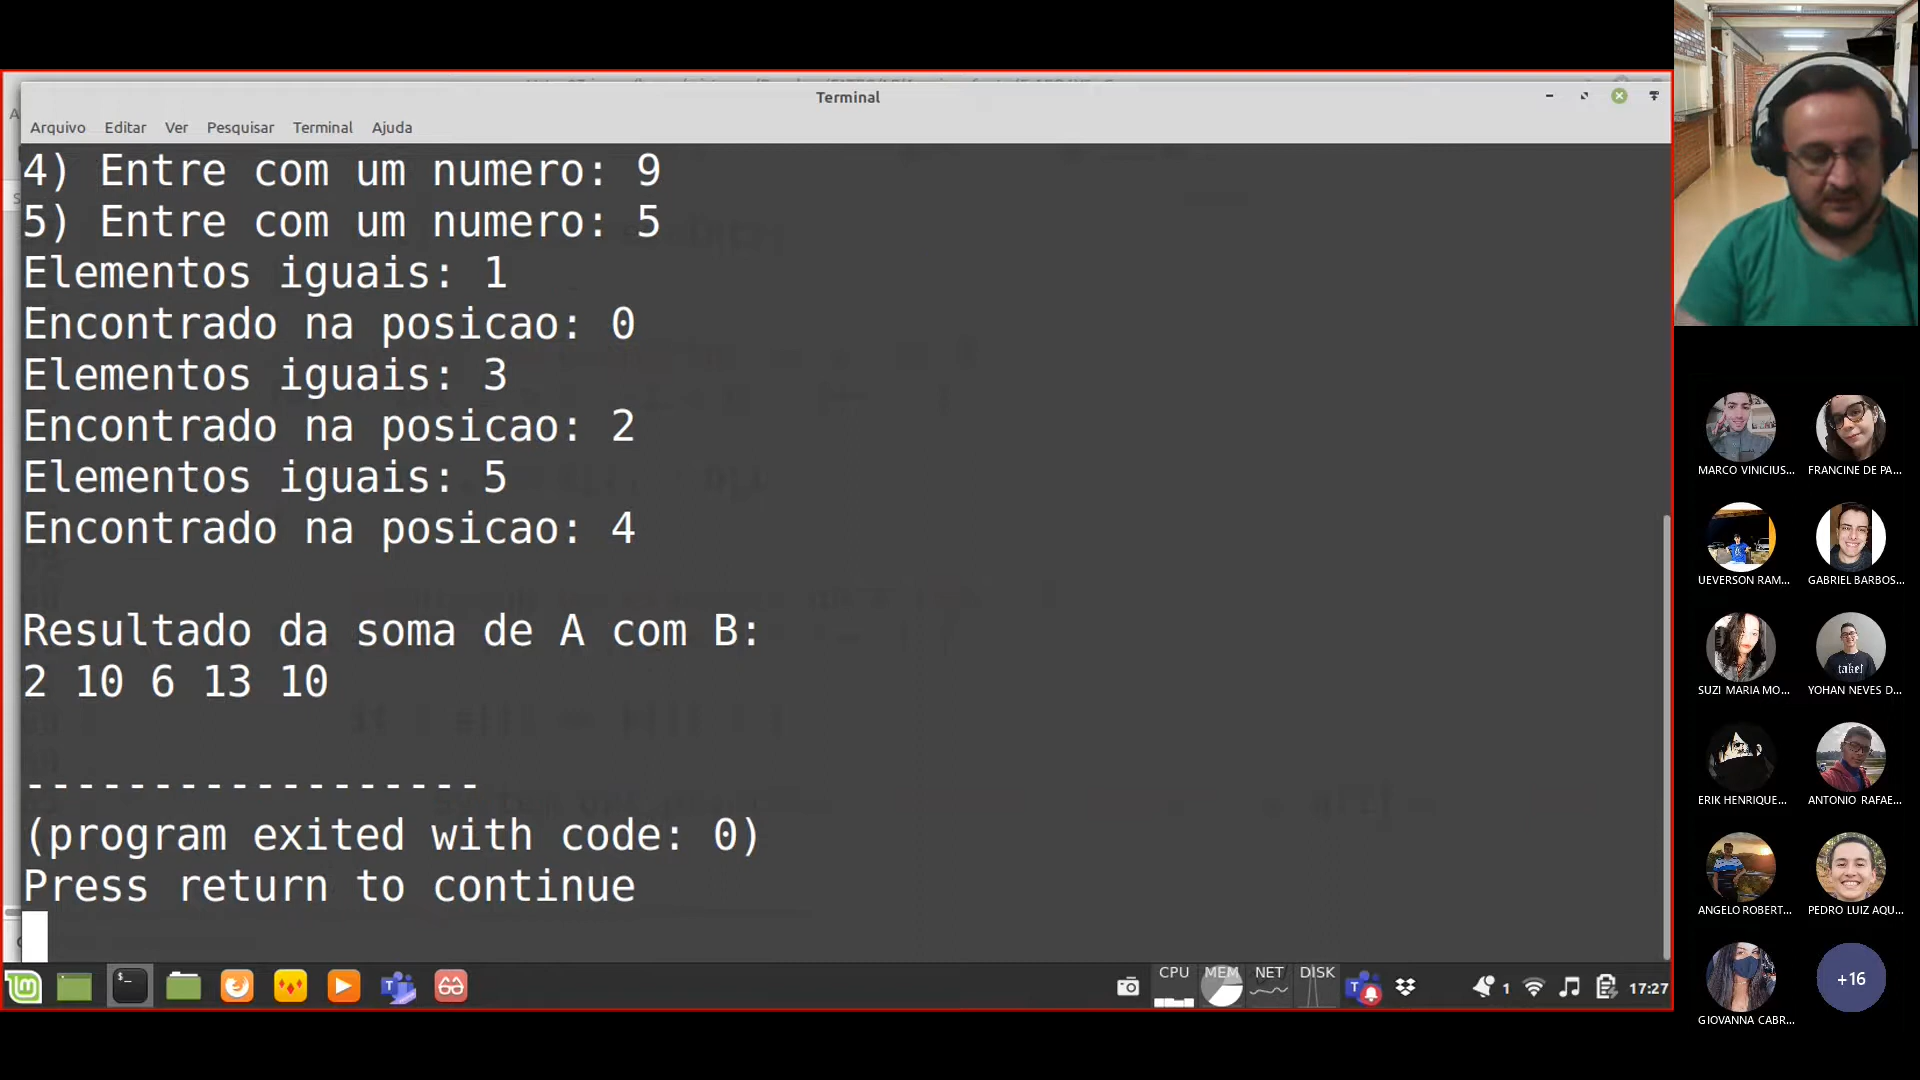 Terminal
Arquivo Editar Ver Pesquisar Terminal Ajuda
4) Entre com um numero: 9
5) Entre com um numero: 5
Elementos iguais: 1
Encontrado na posicao: 0
Elementos iguais: 3
Encontrado na posicao: 2
Elementos iguais: 5
Encontrado na posicao: 4
Resultado da soma de A com B:
2 10 6 13 10
------------------
(program exited with code: 0)
Press return to continue
CPU MEM NET DISK
1 17:27
MARCO VINICIUS... FRANCINE DE PA...
UEVERSON RAM... GABRIEL BARBOS...
take!
SUZI MARIA MO... YOHAN NEVES D...
ERIK HENRIQUE... ANTONIO RAFAE...
ANGELO ROBERT... PEDRO LUIZ AQU...
+16
GIOVANNA CABR...